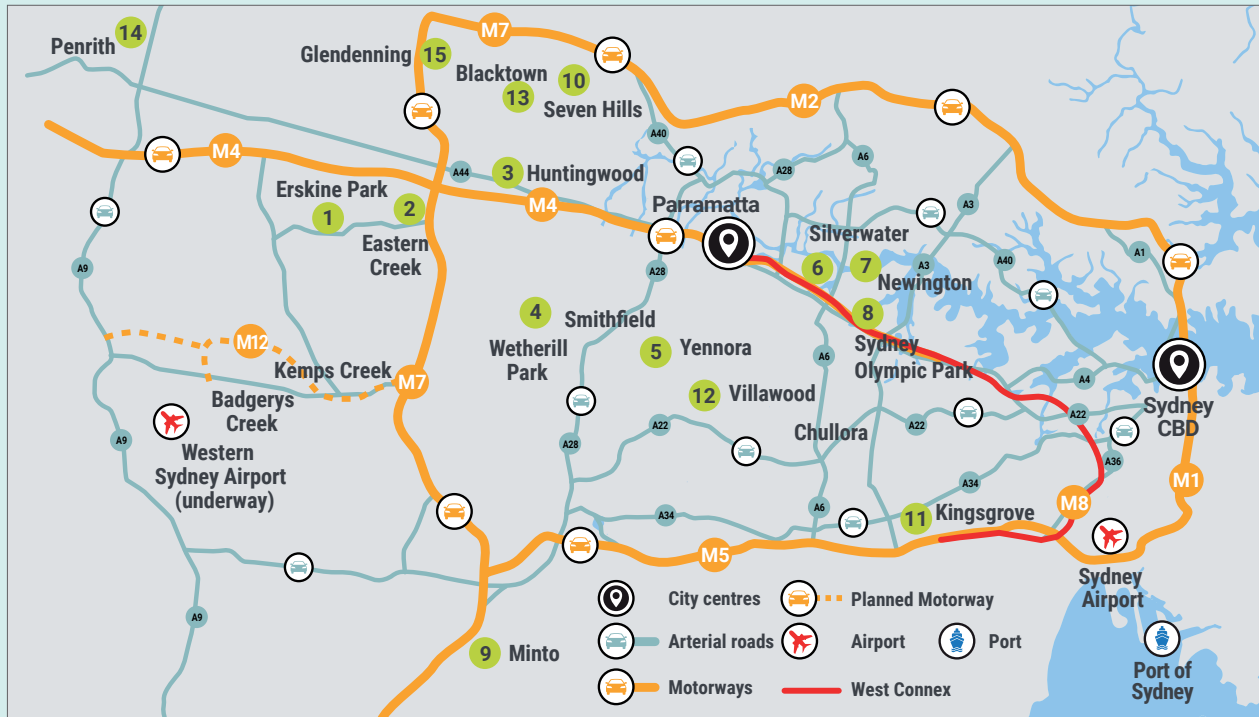 14
Penrith
M7
Glendenning
15
Blacktown
10
13
Seven Hills
M2
A40
M4
A44
3
Huntingwood
A28
A6
Erskine Park
1
2
M4
Parramatta
A3
Eastern
Creek
Silverwater
A1
A9
A28
6
7
A3
A40
Newington
4
Smithfield
8
M12
Wetherill
Park
5
Yennora
A6
Sydney
Olympic Park
Kemps Creek
M7
A4
Badgerys
Creek
12
Villawood
Sydney
CBD
A22
Chullora
A22
A22
A9
A28
Western
Sydney Airport
(underway)
A36
A34
M1
A6
M8
A34
11
Kingsgrove
M5
Sydney
Airport
City centres
Planned Motorway
A9
Arterial roads
Airport
Port
9
Minto
Port of
Sydney
Motorways
West Connex